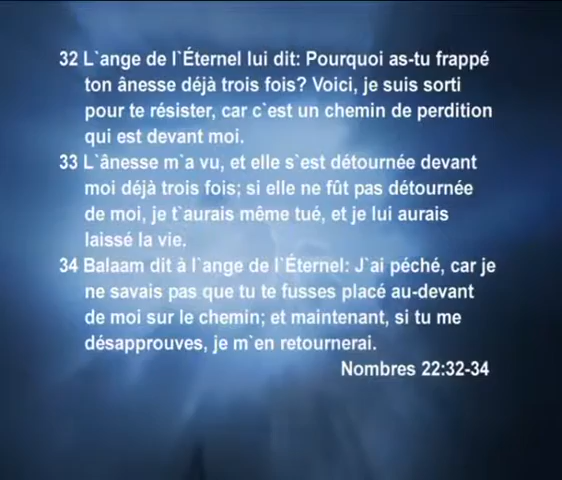 32 L`ange de l`Éternel lui dit: Pourquoi as-tu frappé
ton ânesse déjà trois fois? Voici, je suis sorti
pour te résister, car c`est un chemin de perdition
qui est devant moi.
33 L`ânesse m`a vu, et elle s`est détournée devant
moi déjà trois fois; si elle ne fût pas détournée
de moi, je t`aurais même tué, et je lui aurais
laissé la vie.
34 Balaam dit à l`ange de l`Éternel: J`ai péché, car je
ne savais pas que tu te fusses placé au-devant
de moi sur le chemin; et maintenant, si tu me
désapprouves, je m`en retournerai.
Nombres 22:32-34